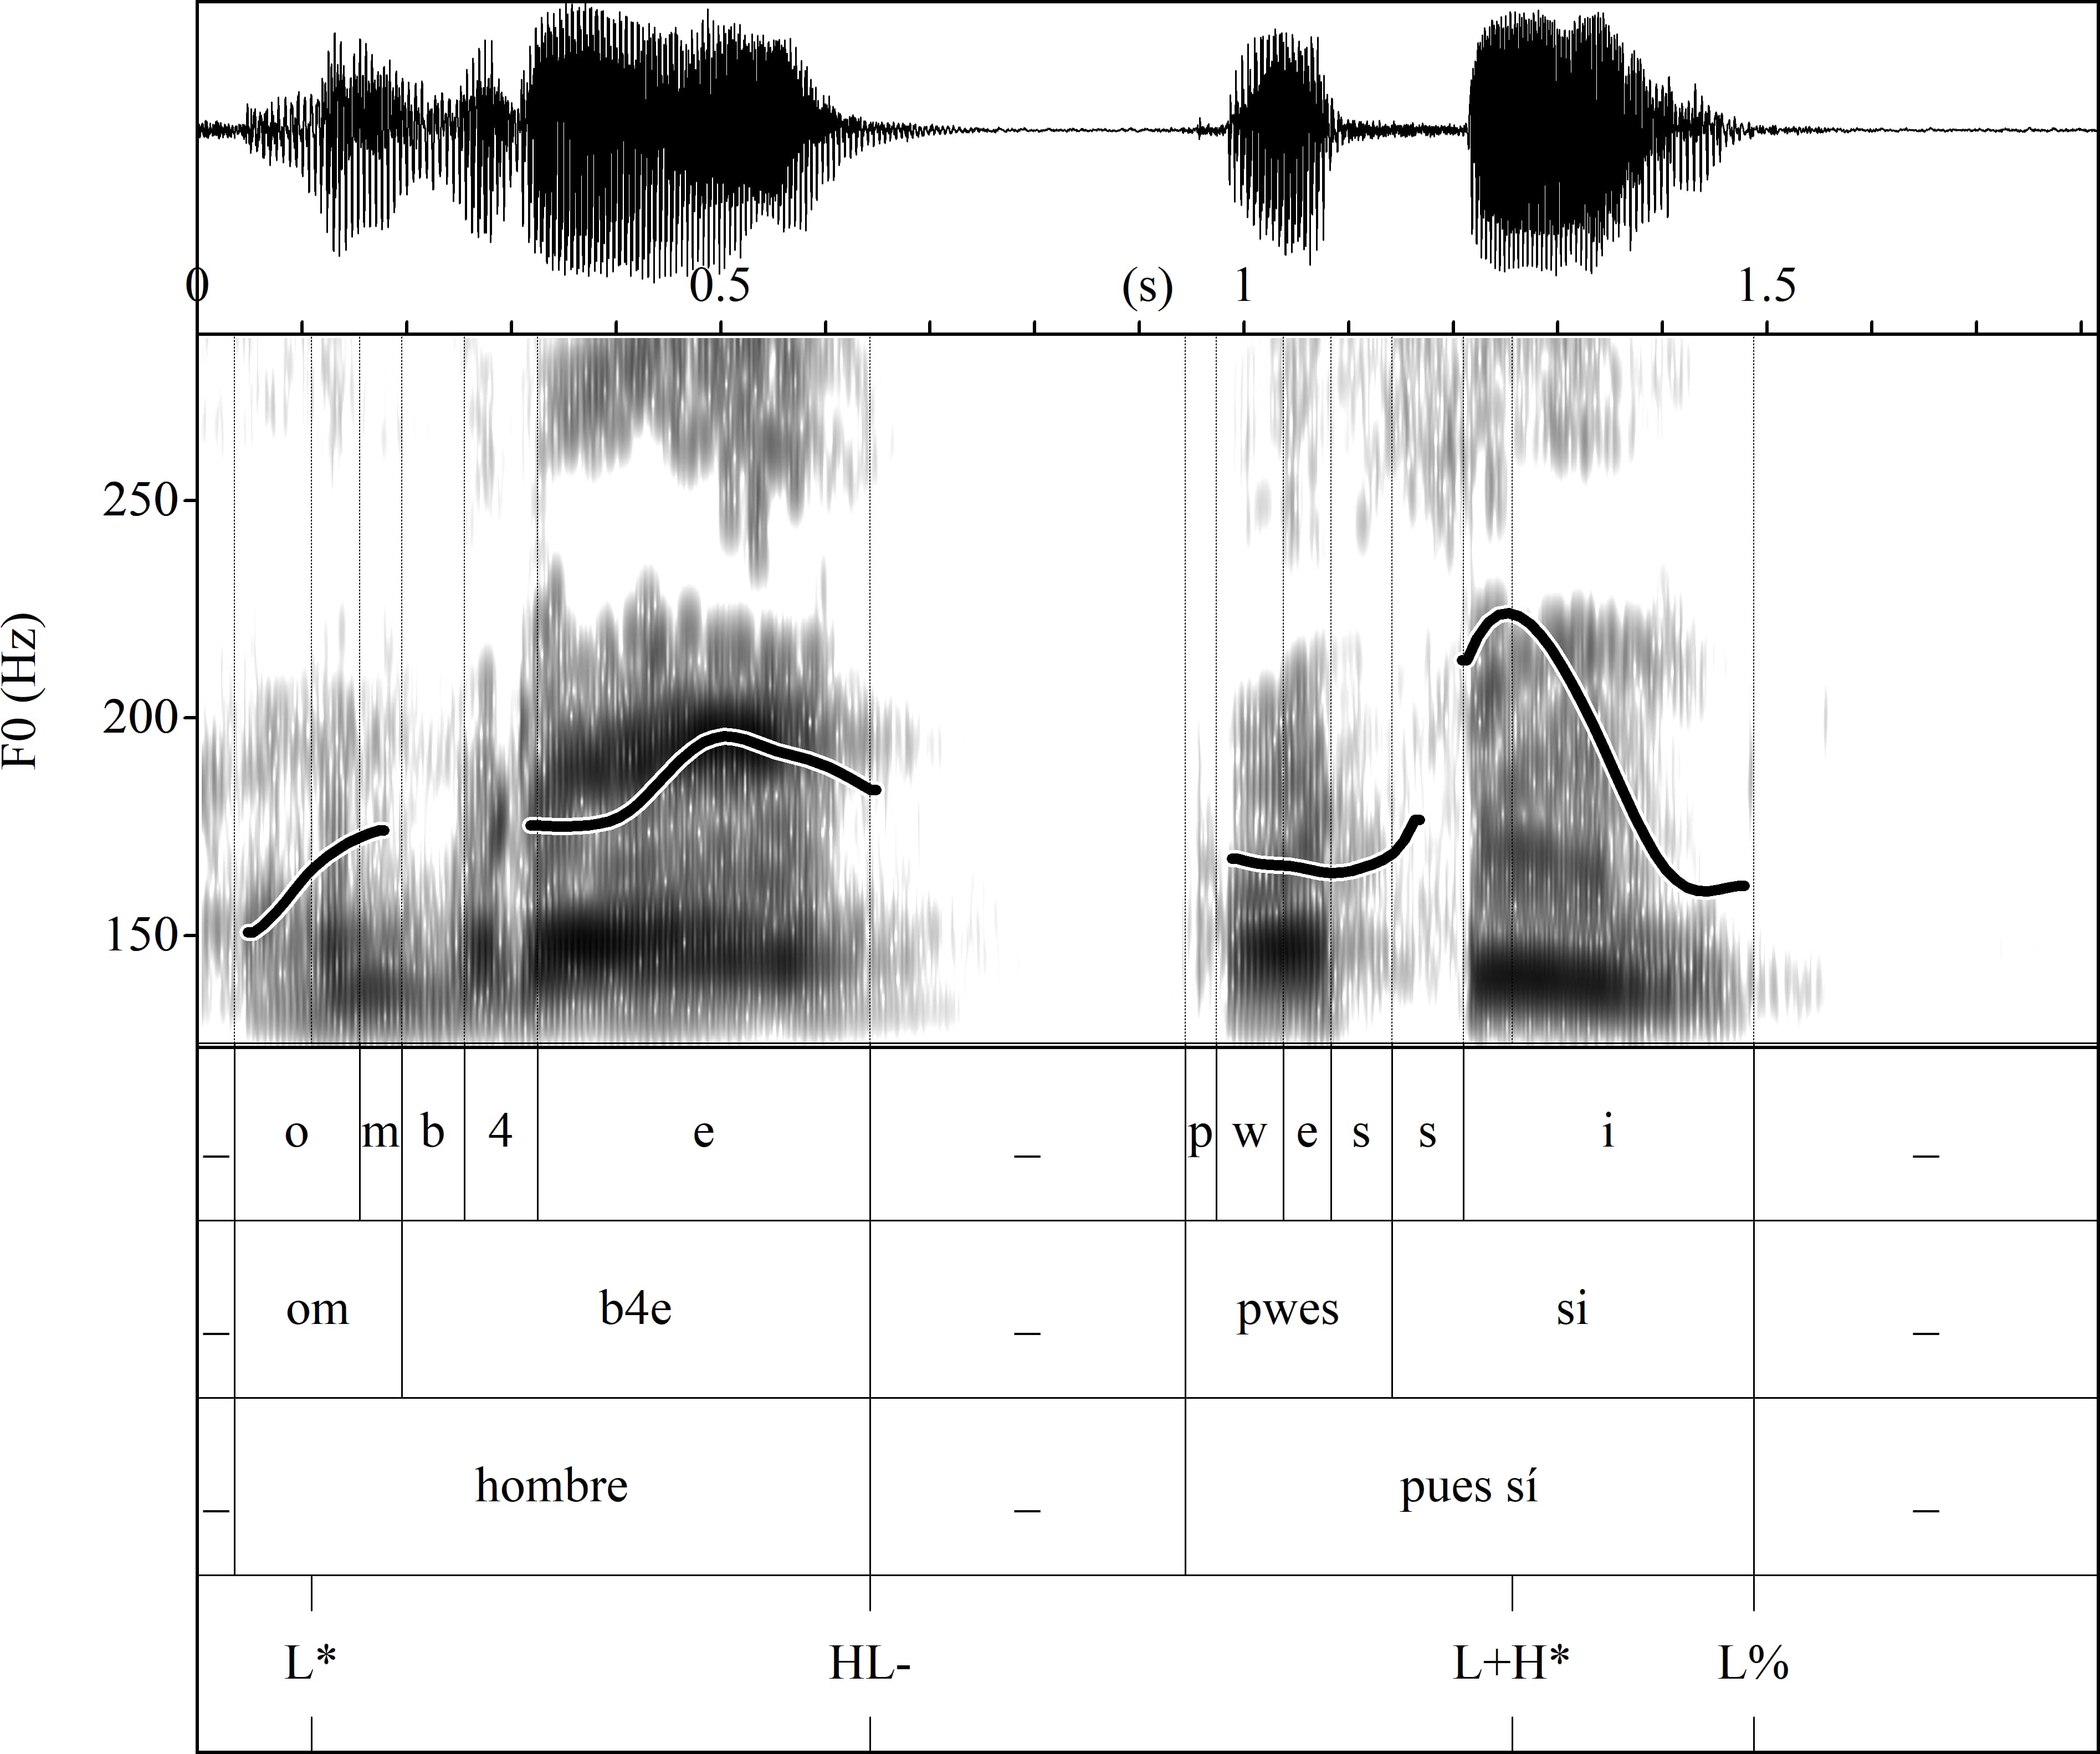 0 0.5 (s) 1 1.5
F0 (Hz)
250
200
150
_ o m b 4 e _ p w e s s i _
_ om b4e _ pwes si _
_ hombre _ pues sí _
L* HL- L+H* L%